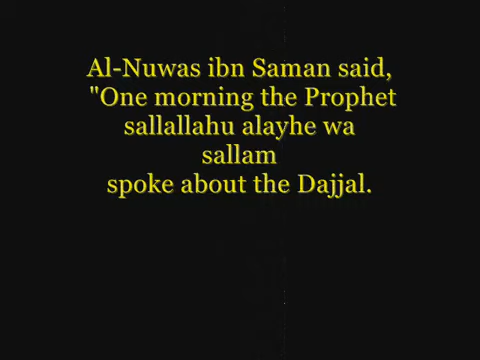 Al-Nuwas ibn Saman said,
"One morning the Prophet
sallallahu alayhe wa
sallam
spoke about the Dajjal.